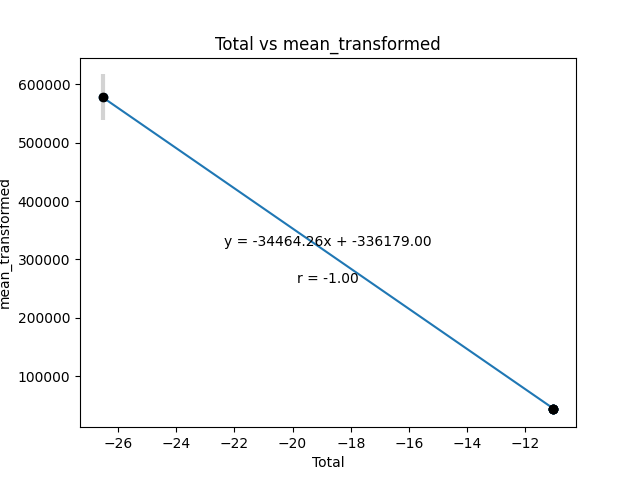 Total vs mean_transformed
600000
500000
400000
300000
200000
100000
mean_transformed
y = -34464.26x + -336179.00
r = -1.00
−26
−24
−22
−20
−18
−16
−14
−12
Total